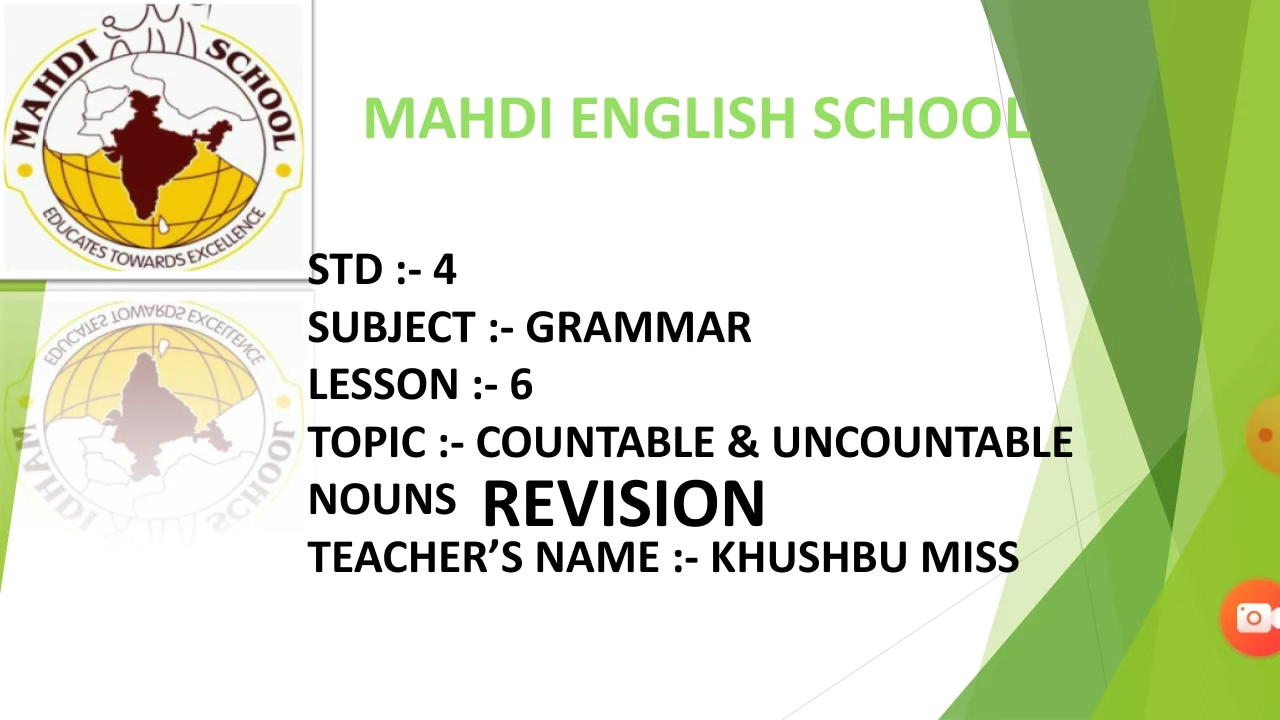 MAHDI SCHOOL
EDUCATES TOWARDS EXCELLENCE
MAHDI ENGLISH SCHOOL
STD :- 4
SUBJECT :- GRAMMAR
LESSON :- 6
TOPIC :- COUNTABLE & UNCOUNTABLE
NOUNS REVISION
TEACHER’S NAME :- KHUSHBU MISS